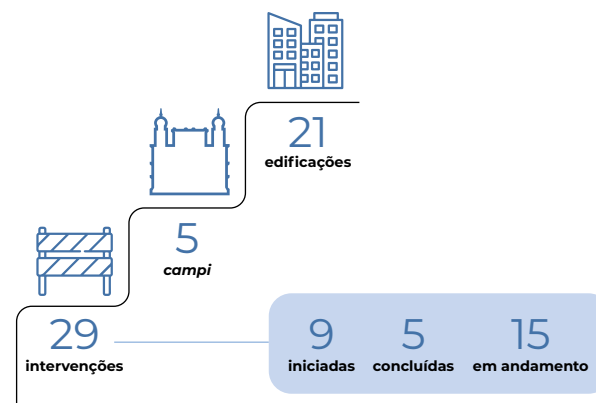 21
edificações
5
campi
29
intervenções
9
iniciadas
5
concluídas
15
em andamento